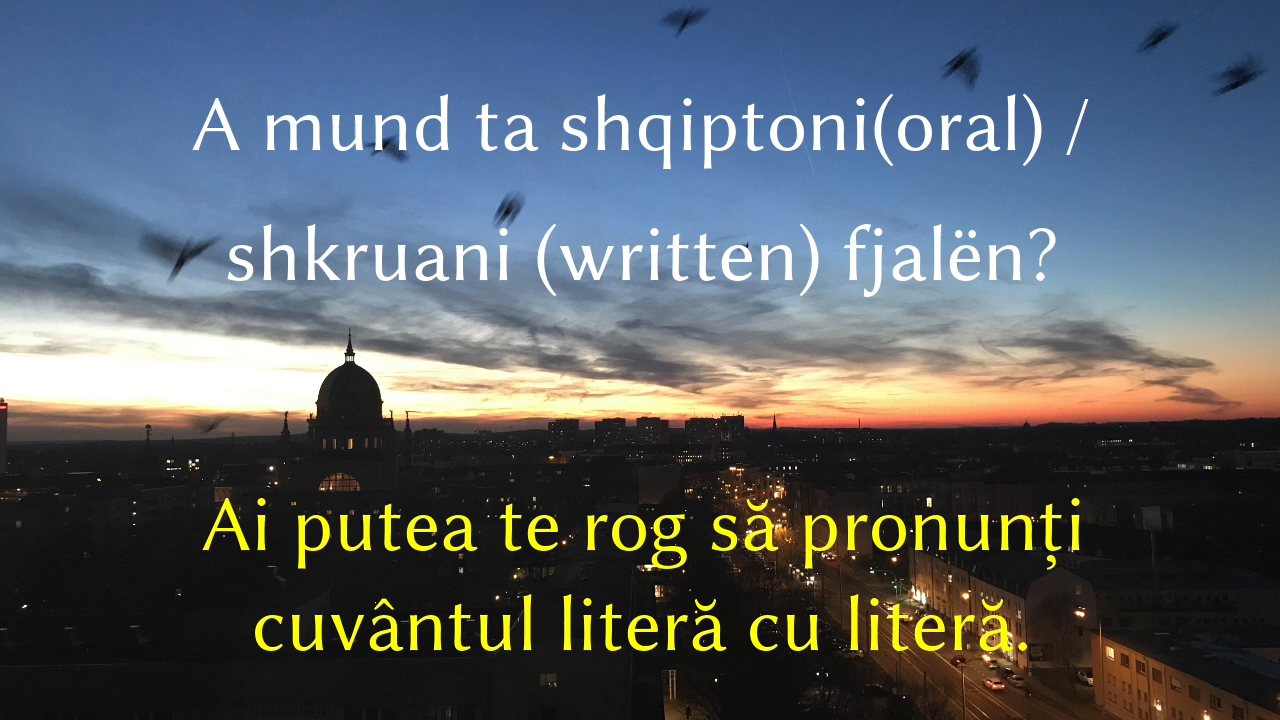 A mund ta shqiptoni(oral) /
shkruani (written) fjalën?
Ai putea te rog să pronunți
cuvântul literă cu literă.